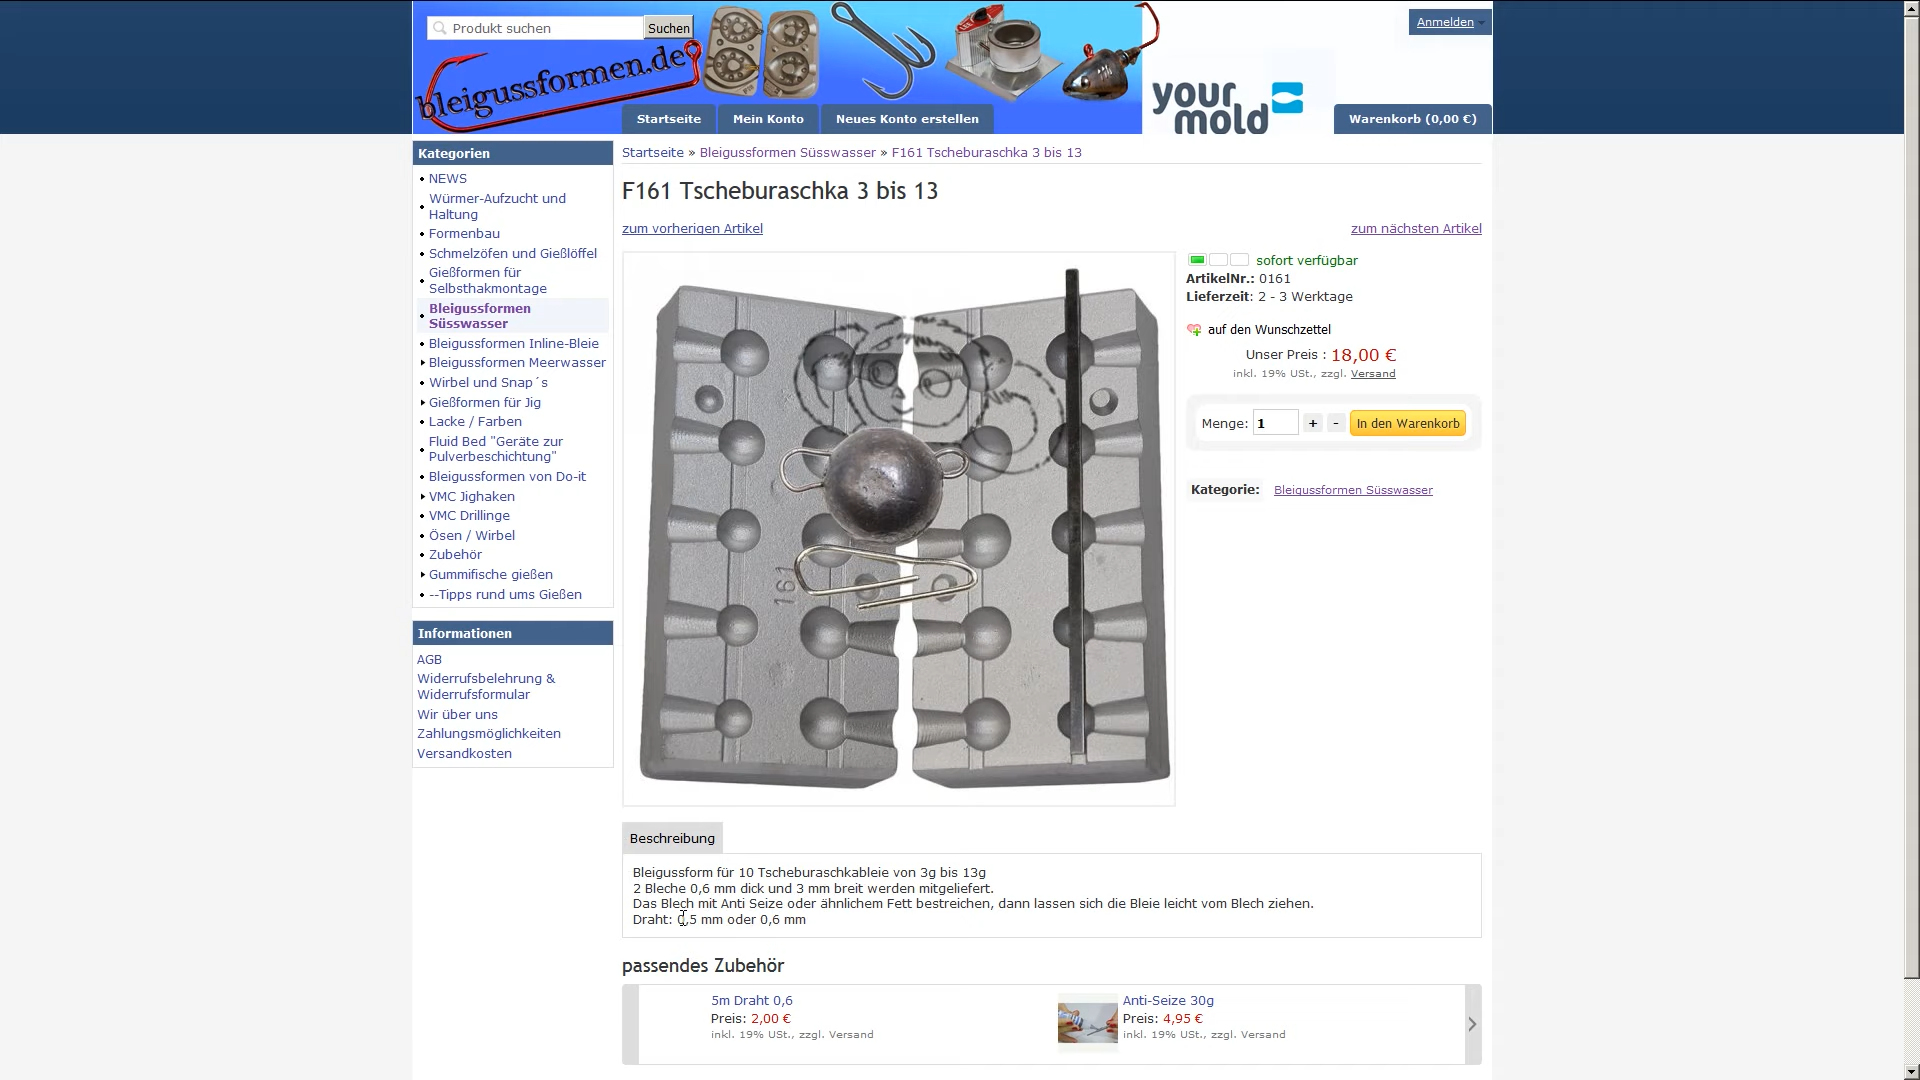 Produkt suchen
Suchen
Anmelden
bleigussformen.de
your
mold
Startseite
Mein Konto
Neues Konto erstellen
Warenkorb (0,00 €)
Kategorien
NEWS
Würmer-Aufzucht und
Haltung
Formenbau
Schmelzöfen und Gießlöffel
Gießformen für
Selbsthakmontage
Bleigussformen
Süsswasser
Bleigussformen Inline-Bleie
Bleigussformen Meerwasser
Wirbel und Snap´s
Gießformen für Jig
Lacke / Farben
Fluid Bed "Geräte zur
Pulverbeschichtung"
Bleigussformen von Do-it
VMC Jighaken
VMC Drillinge
Ösen / Wirbel
Zubehör
Gummifische gießen
--Tipps rund ums Gießen
Informationen
AGB
Widerrufsbelehrung &
Widerrufsformular
Wir über uns
Zahlungsmöglichkeiten
Versandkosten
Startseite » Bleigussformen Süsswasser » F161 Tscheburaschka 3 bis 13
F161 Tscheburaschka 3 bis 13
zum vorherigen Artikel
zum nächsten Artikel
161
sofort verfügbar
ArtikelNr.: 0161
Lieferzeit: 2 - 3 Werktage
auf den Wunschzettel
Unser Preis : 18,00 €
inkl. 19% USt., zzgl. Versand
Menge: 1 + - In den Warenkorb
Kategorie: Bleigussformen Süsswasser
Beschreibung
Bleigussform für 10 Tscheburaschkableie von 3g bis 13g
2 Bleche 0,6 mm dick und 3 mm breit werden mitgeliefert.
Das Blech mit Anti Seize oder ähnlichem Fett bestreichen, dann lassen sich die Bleie leicht vom Blech ziehen.
Draht: 0,5 mm oder 0,6 mm
passendes Zubehör
5m Draht 0,6
Preis: 2,00 €
inkl. 19% USt., zzgl. Versand
Anti-Seize 30g
Preis: 4,95 €
inkl. 19% USt., zzgl. Versand